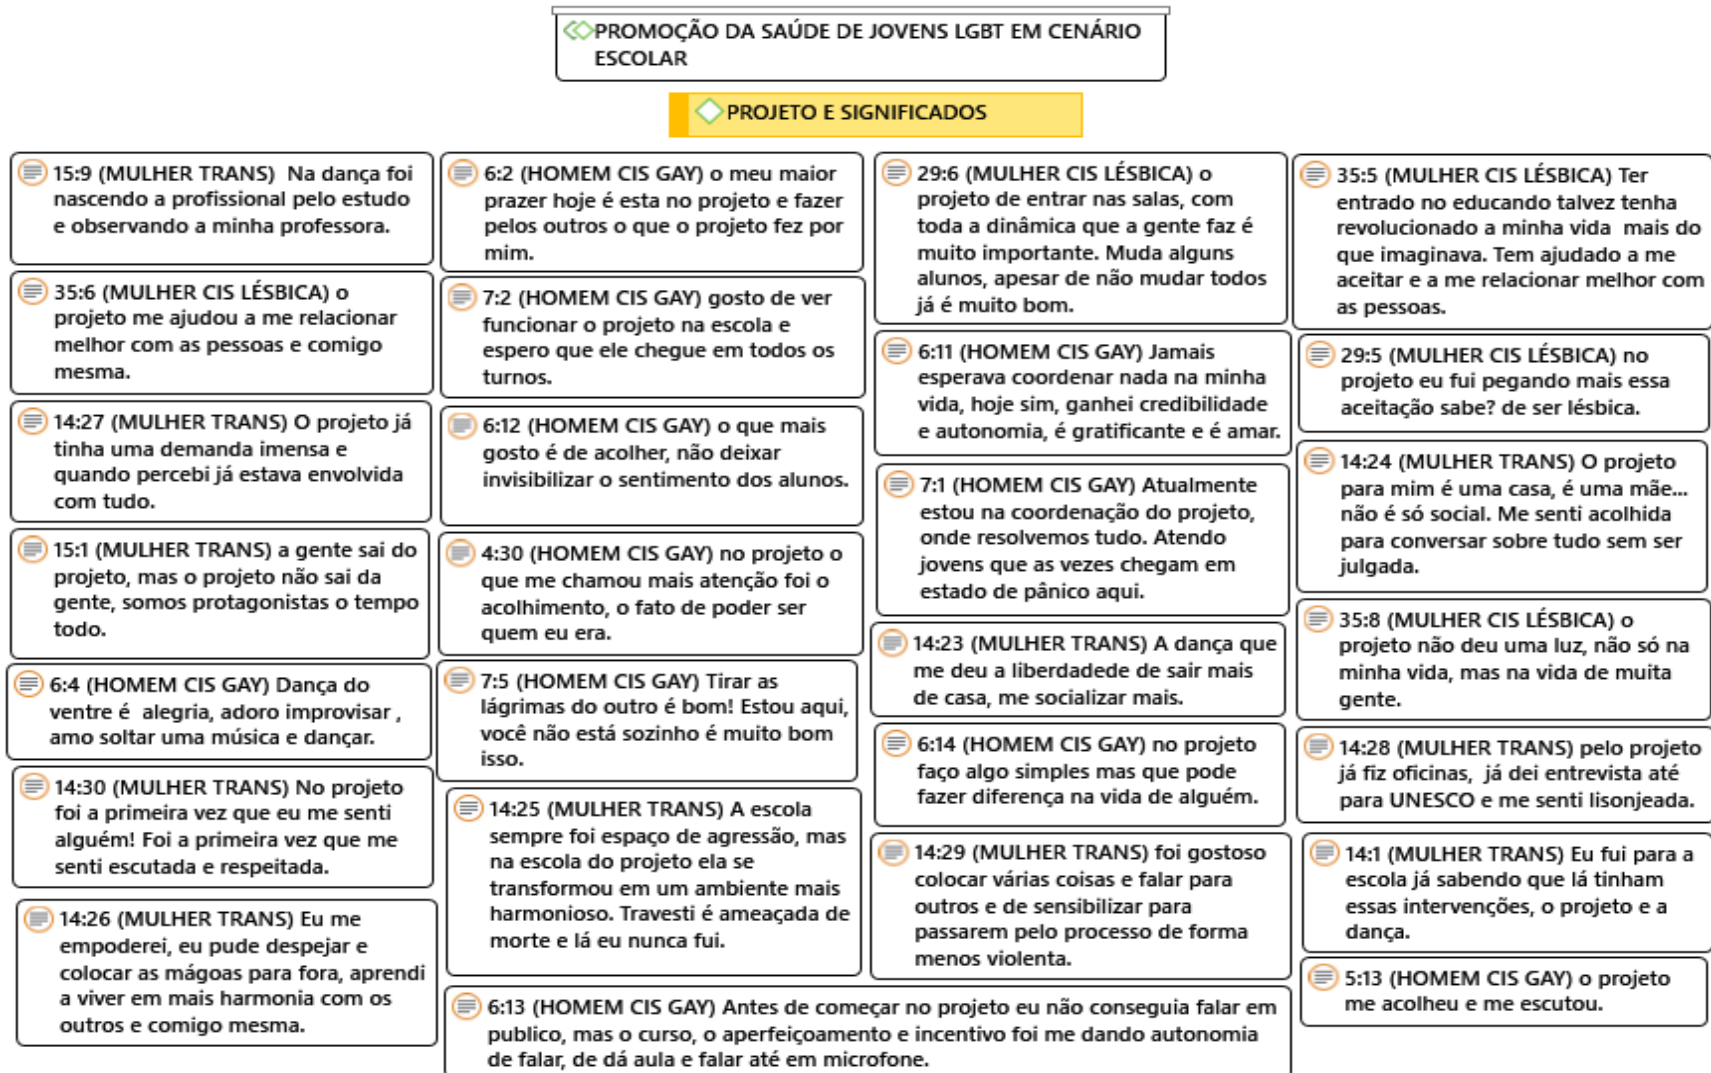 PROMOÇÃO DA SAÚDE DE JOVENS LGBT EM CENÁRIO
ESCOLAR
PROJETO E SIGNIFICADOS
15:9 (MULHER TRANS) Na dança foi
nascendo a profissional pelo estudo
e observando a minha professora.
35:6 (MULHER CIS LÉSBICA) o
projeto me ajudou a me relacionar
melhor com as pessoas e comigo
mesma.
14:27 (MULHER TRANS) O projeto já
tinha uma demanda imensa e
quando percebi já estava envolvida
com tudo.
15:1 (MULHER TRANS) a gente sai do
projeto, mas o projeto não sai da
gente, somos protagonistas o tempo
todo.
6:4 (HOMEM CIS GAY) Dança do
ventre é alegria, adoro improvisar ,
amo soltar uma música e dançar.
14:30 (MULHER TRANS) No projeto
foi a primeira vez que eu me senti
alguém! Foi a primeira vez que me
senti escutada e respeitada.
14:26 (MULHER TRANS) Eu me
empoderei, eu pude despejar e
colocar as mágoas para fora, aprendi
a viver em mais harmonia com os
outros e comigo mesma.
6:2 (HOMEM CIS GAY) o meu maior
prazer hoje é esta no projeto e fazer
pelos outros o que o projeto fez por
mim.
7:2 (HOMEM CIS GAY) gosto de ver
funcionar o projeto na escola e
espero que ele chegue em todos os
turnos.
6:12 (HOMEM CIS GAY) o que mais
gosto é de acolher, não deixar
invisibilizar o sentimento dos alunos.
4:30 (HOMEM CIS GAY) no projeto o
que me chamou mais atenção foi o
acolhimento, o fato de poder ser
quem eu era.
7:5 (HOMEM CIS GAY) Tirar as
lágrimas do outro é bom! Estou aqui,
você não está sozinho é muito bom
isso.
14:25 (MULHER TRANS) A escola
sempre foi espaço de agressão, mas
na escola do projeto ela se
transformou em um ambiente mais
harmonioso. Travesti é ameaçada de
morte e lá eu nunca fui.
6:13 (HOMEM CIS GAY) Antes de começar no projeto eu não conseguia falar em
publico, mas o curso, o aperfeiçoamento e incentivo foi me dando autonomia
de falar, de dá aula e falar até em microfone.
29:6 (MULHER CIS LÉSBICA) o
projeto de entrar nas salas, com
toda a dinâmica que a gente faz é
muito importante. Muda alguns
alunos, apesar de não mudar todos
já é muito bom.
6:11 (HOMEM CIS GAY) Jamais
esperava coordenar nada na minha
vida, hoje sim, ganhei credibilidade
e autonomia, é gratificante e é amar.
7:1 (HOMEM CIS GAY) Atualmente
estou na coordenação do projeto,
onde resolvemos tudo. Atendo
jovens que as vezes chegam em
estado de pânico aqui.
14:23 (MULHER TRANS) A dança que
me deu a liberdadede de sair mais
de casa, me socializar mais.
6:14 (HOMEM CIS GAY) no projeto
faço algo simples mas que pode
fazer diferença na vida de alguém.
14:29 (MULHER TRANS) foi gostoso
colocar várias coisas e falar para
outros e de sensibilizar para
passarem pelo processo de forma
menos violenta.
35:5 (MULHER CIS LÉSBICA) Ter
entrado no educando talvez tenha
revolucionado a minha vida mais do
que imaginava. Tem ajudado a me
aceitar e a me relacionar melhor com
as pessoas.
29:5 (MULHER CIS LÉSBICA) no
projeto eu fui pegando mais essa
aceitação sabe? de ser lésbica.
14:24 (MULHER TRANS) O projeto
para mim é uma casa, é uma mãe...
não é só social. Me senti acolhida
para conversar sobre tudo sem ser
julgada.
35:8 (MULHER CIS LÉSBICA) o
projeto não deu uma luz, não só na
minha vida, mas na vida de muita
gente.
14:28 (MULHER TRANS) pelo projeto
já fiz oficinas, já dei entrevista até
para UNESCO e me senti lisonjeada.
14:1 (MULHER TRANS) Eu fui para a
escola já sabendo que lá tinham
essas intervenções, o projeto e a
dança.
5:13 (HOMEM CIS GAY) o projeto
me acolheu e me escutou.